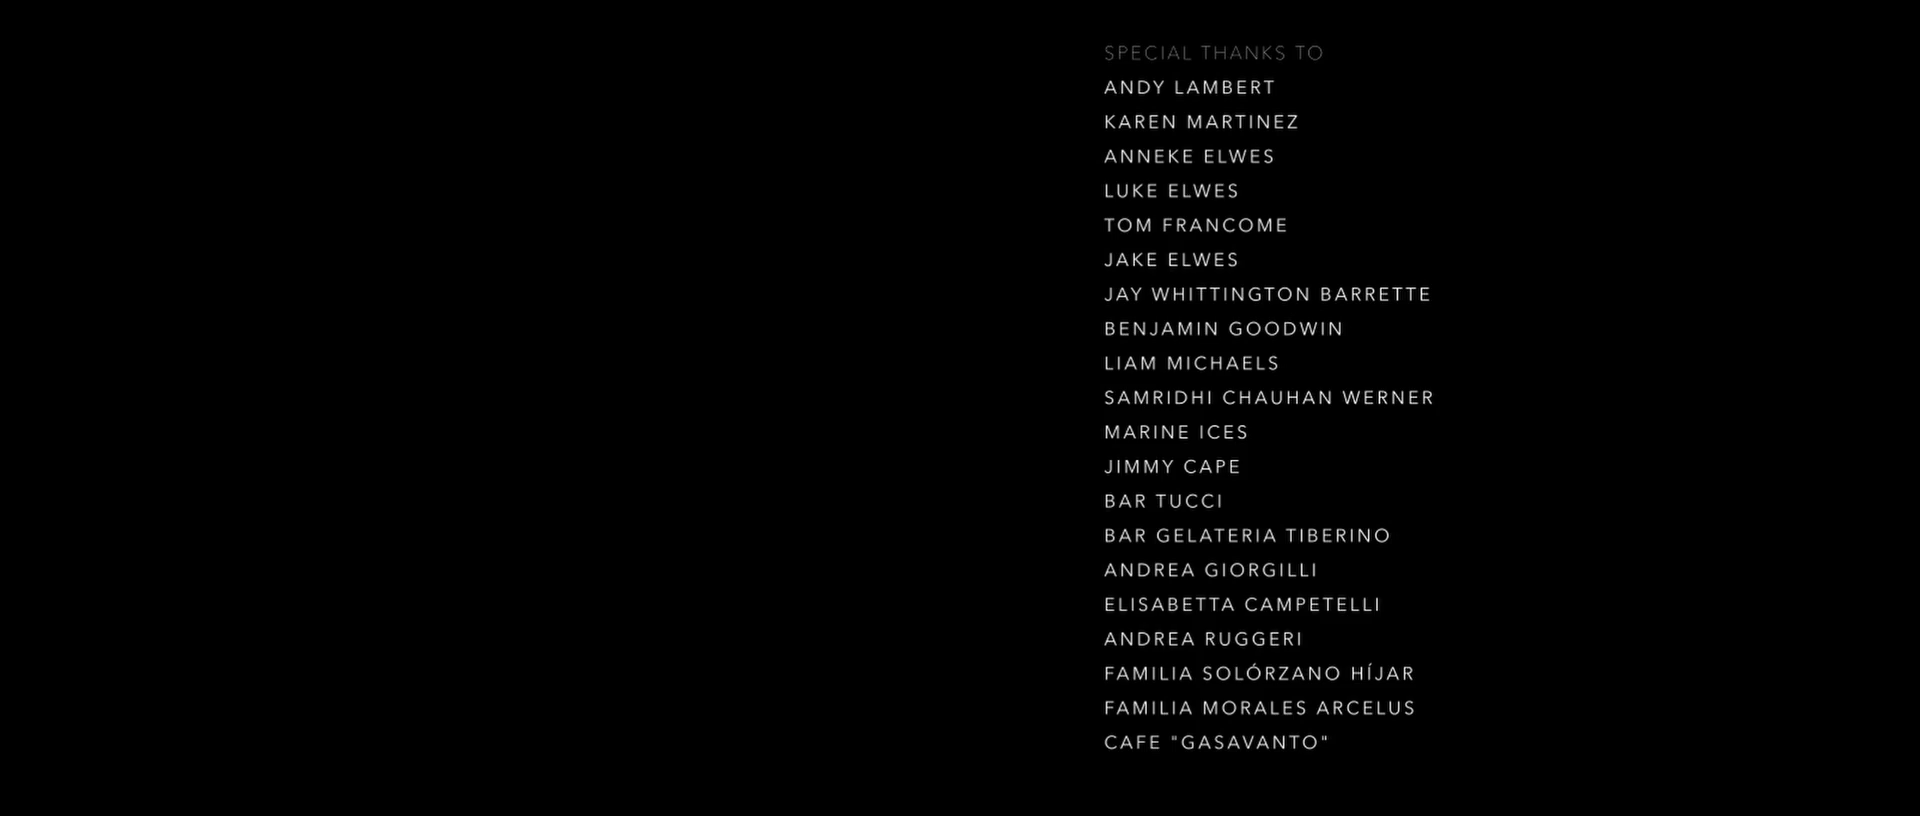 SPECIAL THANKS TO
ANDY LAMBERT
KAREN MARTINEZ
ANNEKE ELWES
LUKE ELWES
TOM FRANCOME
JAKE ELWES
JAY WHITTINGTON BARRETTE
BENJAMIN GOODWIN
LIAM MICHAELS
SAMRIDHI CHAUHAN WERNER
MARINE ICES
JIMMY CAPE
BAR TUCCI
BAR GELATERIA TIBERINO
ANDREA GIORGILLI
ELISABETTA CAMPETELLI
ANDREA RUGGERI
FAMILIA SOLÓRZANO HÍJAR
FAMILIA MORALES ARCELUS
CAFE "GASAVANTO"